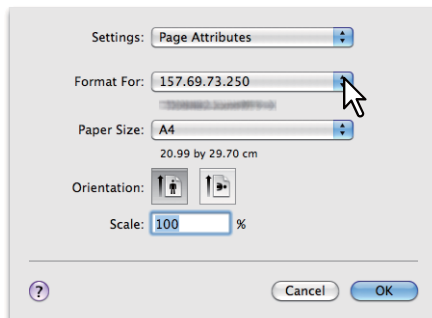 Settings: Page Attributes
Format For: 157.69.73.250
Paper Size: A4
20.99 by 29.70 cm
Orientation:
Scale: 100 %
? Cancel OK